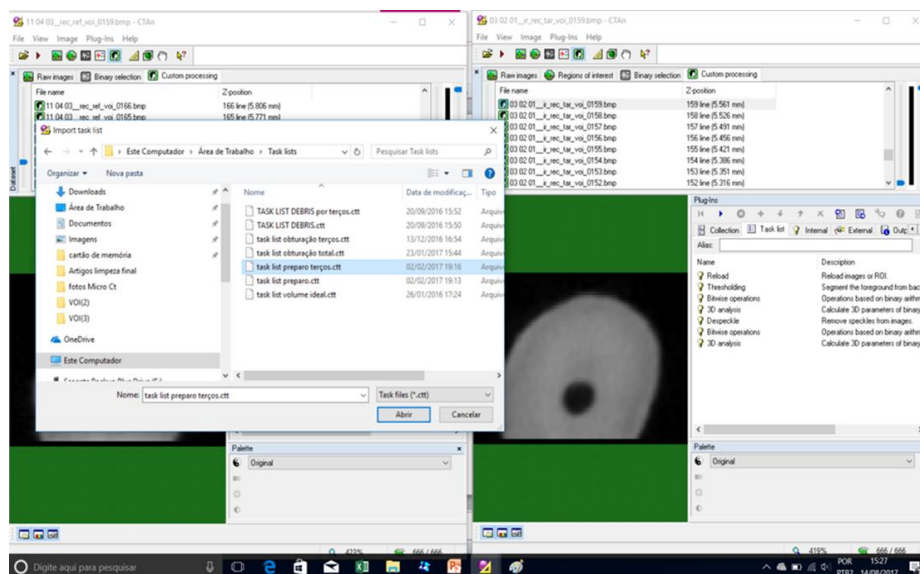 11 04 03__rec_ref_voi_0159.bmp - CTAn
File View Image Plug-Ins Help
Raw images Binary selection Custom processing
File name Z-position
11 04 03__rec_ref_voi_0166.bmp 166 line (5.806 mm)
11 04 03__rec_ref_voi_0165.bmp 165 line (5.771 mm)
Dataset
Import task list
Este Computador > Área de Trabalho > Task lists
Pesquisar Task lists
Organizar Nova pasta
Downloads
Área de Trabalho
Documentos
Imagens
cartão de memória
Artigos limpeza final
fotos Micro Ct
VOI(2)
VOI(3)
OneDrive
Este Computador
Nome Data de modificaç... Tipo
TASK LIST DEBRIS por terços.ctt 20/09/2016 15:52 Arquiv
TASK LIST DEBRIS.ctt 20/09/2016 15:50 Arquiv
task list obturação terços.ctt 13/12/2016 16:54 Arquiv
task list obturação total.ctt 23/01/2017 15:44 Arquiv
task list preparo terços.ctt 02/02/2017 19:16 Arquiv
task list preparo.ctt 02/02/2017 19:13 Arquiv
task list volume ideal.ctt 26/01/2016 17:24 Arquiv
Nome: task list preparo terços.ctt Task files (*.ctt)
Abrir Cancelar
Palette
Original
423% 666 / 666
03 02 01__ir_rec_tar_voi_0159.bmp - CTAn
File View Image Plug-Ins Help
Raw images Regions of interest Binary selection Custom processing
File name Z-position
03 02 01__ir_rec_tar_voi_0159.bmp 159 line (5.561 mm)
03 02 01__ir_rec_tar_voi_0158.bmp 158 line (5.526 mm)
03 02 01__ir_rec_tar_voi_0157.bmp 157 line (5.491 mm)
03 02 01__ir_rec_tar_voi_0156.bmp 156 line (5.456 mm)
03 02 01__ir_rec_tar_voi_0155.bmp 155 line (5.421 mm)
03 02 01__ir_rec_tar_voi_0154.bmp 154 line (5.386 mm)
03 02 01__ir_rec_tar_voi_0153.bmp 153 line (5.351 mm)
03 02 01__ir_rec_tar_voi_0152.bmp 152 line (5.316 mm)
Plug-Ins
Collection Task list Internal External Outp
Alias:
Name Description
Reload Reload images or ROI.
Thresholding Segment the foreground from bac
Bitwise operations Operations based on binary arithm
3D analysis Calculate 3D parameters of binary
Despeckle Remove speckles from images.
Bitwise operations Operations based on binary arithm
3D analysis Calculate 3D parameters of binary
Palette
Original
419% 666 / 666
Digite aqui para pesquisar
POR 15:27
PTB2 14/08/2017